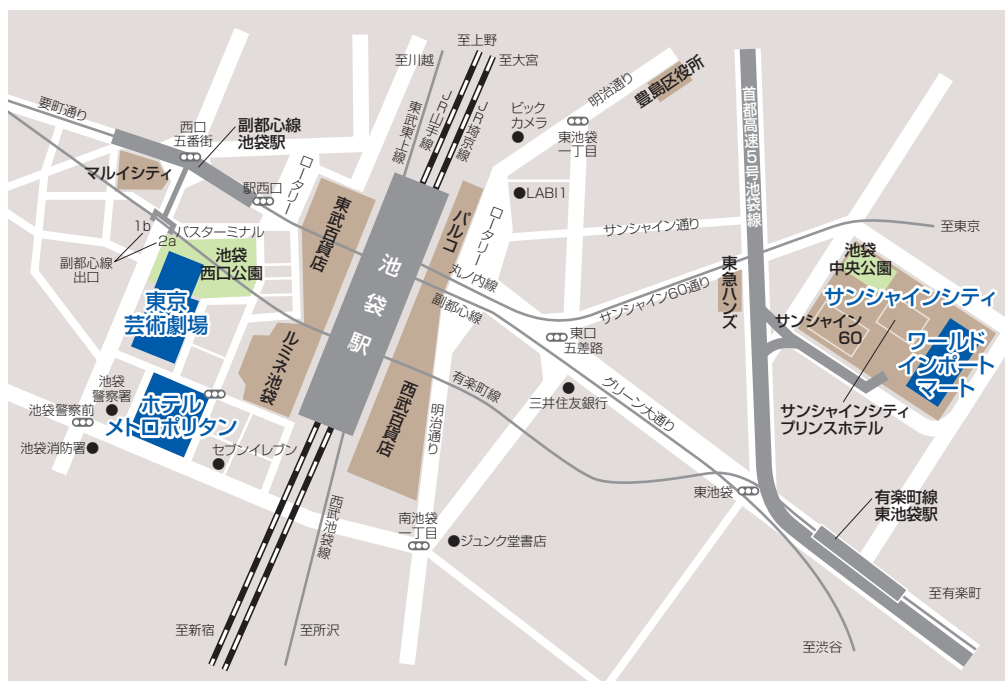 至上野
至川越
至大宮
要町通り
西口
五番街
副都心線
池袋駅
マルイシティ
駅西口
ロータリー
東武東上線
JR山手線
JR埼京線
ビック
カメラ
明治通り
豊島区役所
東池袋
一丁目
首都高速5号池袋線
LABI1
パルコ
ロータリー
サンシャイン通り
至東京
1b
2a
バスターミナル
副都心線
出口
池袋
西口公園
東武百貨店
池袋駅
丸ノ内線
副都心線
サンシャイン60通り
東急ハンズ
池袋
中央公園
サンシャインシティ
サンシャイン
60
ワールド
インポート
マート
東京
芸術劇場
ルミネ池袋
東口
五差路
有楽町線
グリーン大通り
三井住友銀行
サンシャインシティ
プリンスホテル
池袋
警察署
池袋警察前
ホテル
メトロポリタン
池袋消防署
セブンイレブン
西武百貨店
明治通り
西武池袋線
南池袋
一丁目
ジュンク堂書店
東池袋
有楽町線
東池袋駅
至新宿
至所沢
至渋谷
至有楽町